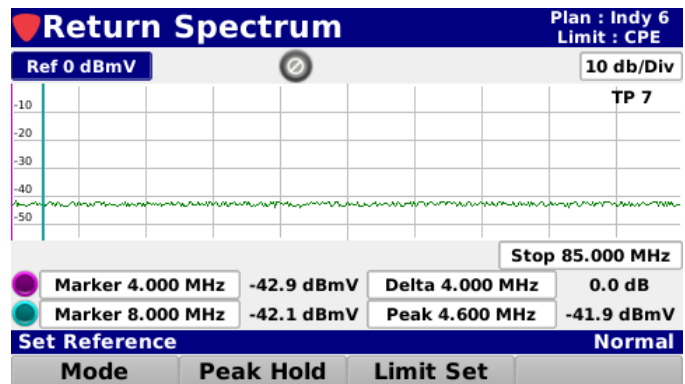 Return Spectrum
Plan : Indy 6
Limit : CPE
Ref 0 dBmV
10 db/Div
TP 7
-10
-20
-30
-40
-50
Stop 85.000 MHz
Marker 4.000 MHz -42.9 dBmV Delta 4.000 MHz 0.0 dB
Marker 8.000 MHz -42.1 dBmV Peak 4.600 MHz -41.9 dBmV
Set Reference Normal
Mode Peak Hold Limit Set